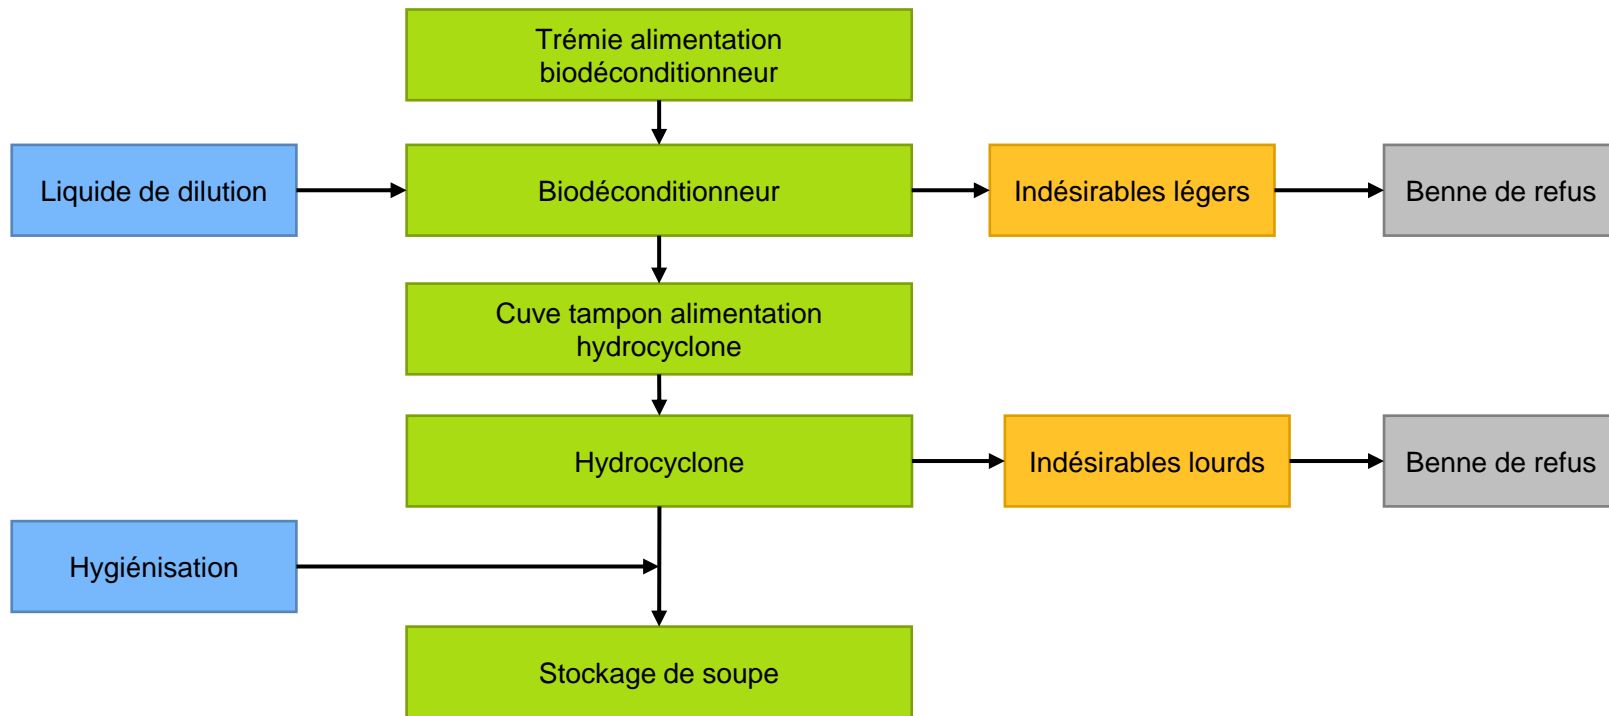 Trémie alimentation
biodéconditionneur
Liquide de dilution
Biodéconditionneur
Indésirables légers
Benne de refus
Cuve tampon alimentation
hydrocyclone
Hydrocyclone
Indésirables lourds
Benne de refus
Hygiénisation
Stockage de soupe